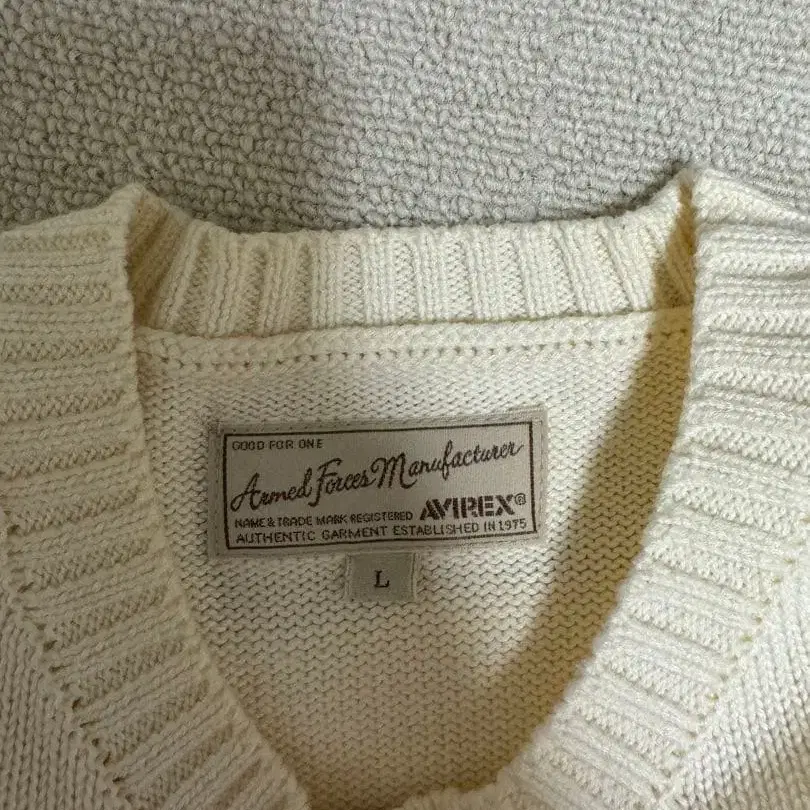 GOOD FOR ONE
Armed Forces Manufacturer
NAME & TRADE MARK REGISTERED AVIREX®
AUTHENTIC GARMENT ESTABLISHED IN 1975
L